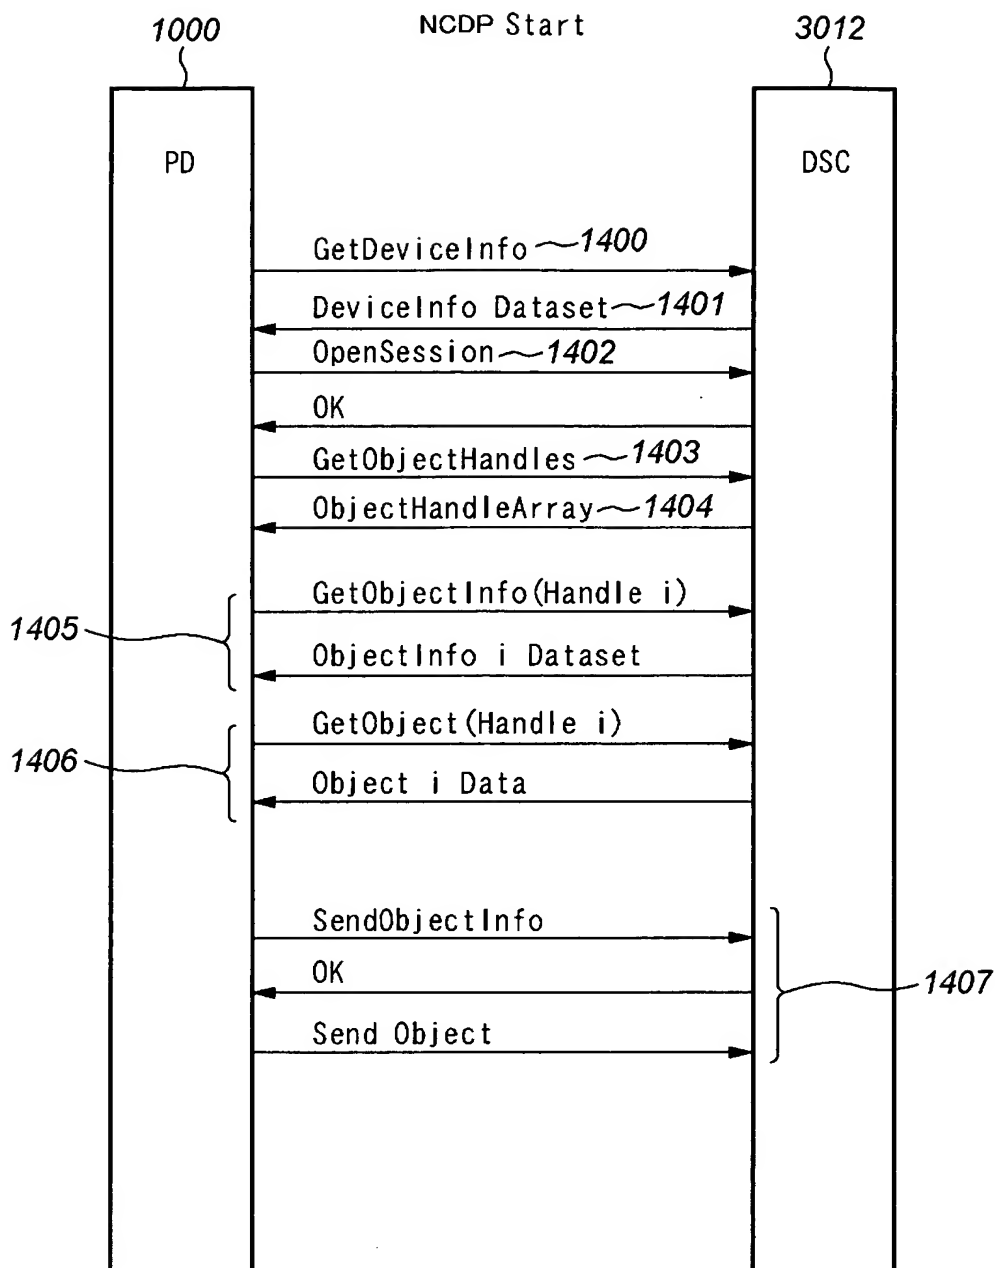 1000 NCDP Start 3012
PD DSC
GetDeviceInfo 1400
DeviceInfo Dataset 1401
OpenSession 1402
OK
GetObjectHandles 1403
ObjectHandleArray 1404
GetObjectInfo(Handle i)
1405
ObjectInfo i Dataset
GetObject(Handle i)
1406
Object i Data
SendObjectInfo
OK
1407
Send Object